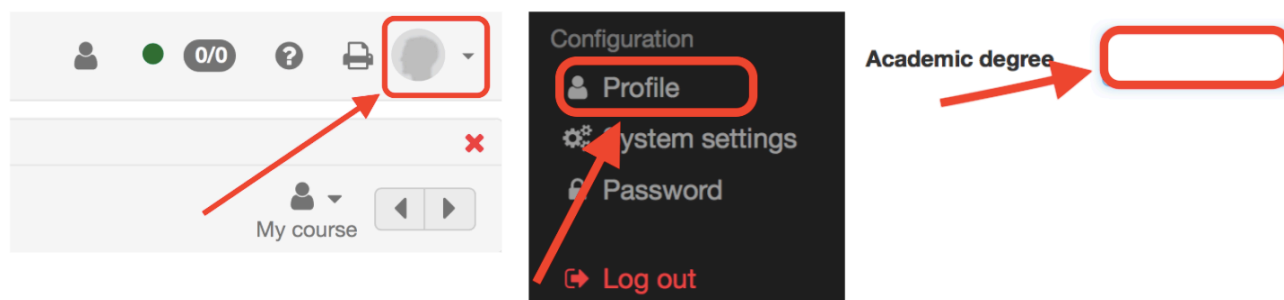 0/0
My course
Configuration
Profile
System settings
Password
Log out
Academic degree